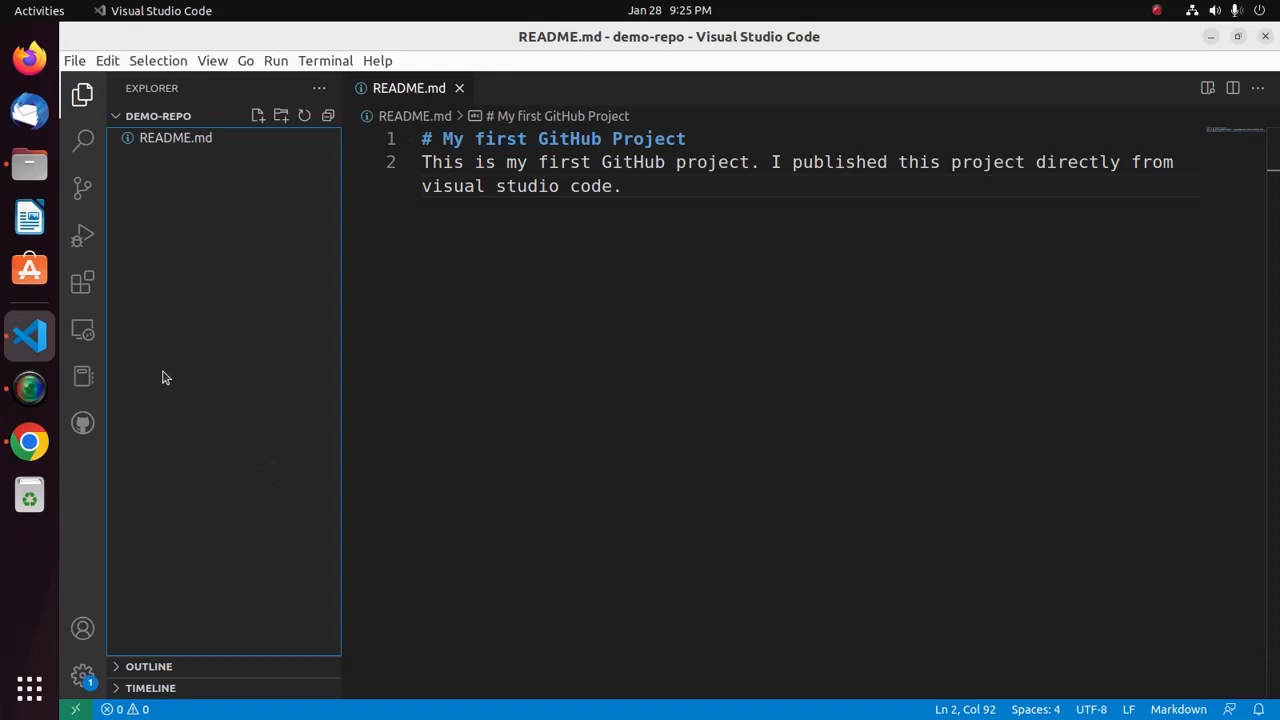 Activities
Visual Studio Code
Jan 28 9:25 PM
README.md - demo-repo - Visual Studio Code
File Edit Selection View Go Run Terminal Help
EXPLORER
README.md
DEMO-REPO
README.md > # My first GitHub Project
README.md
1 # My first GitHub Project
2 This is my first GitHub project. I published this project directly from
visual studio code.
OUTLINE
1
TIMELINE
0 0
Ln 2, Col 92 Spaces: 4 UTF-8 LF Markdown